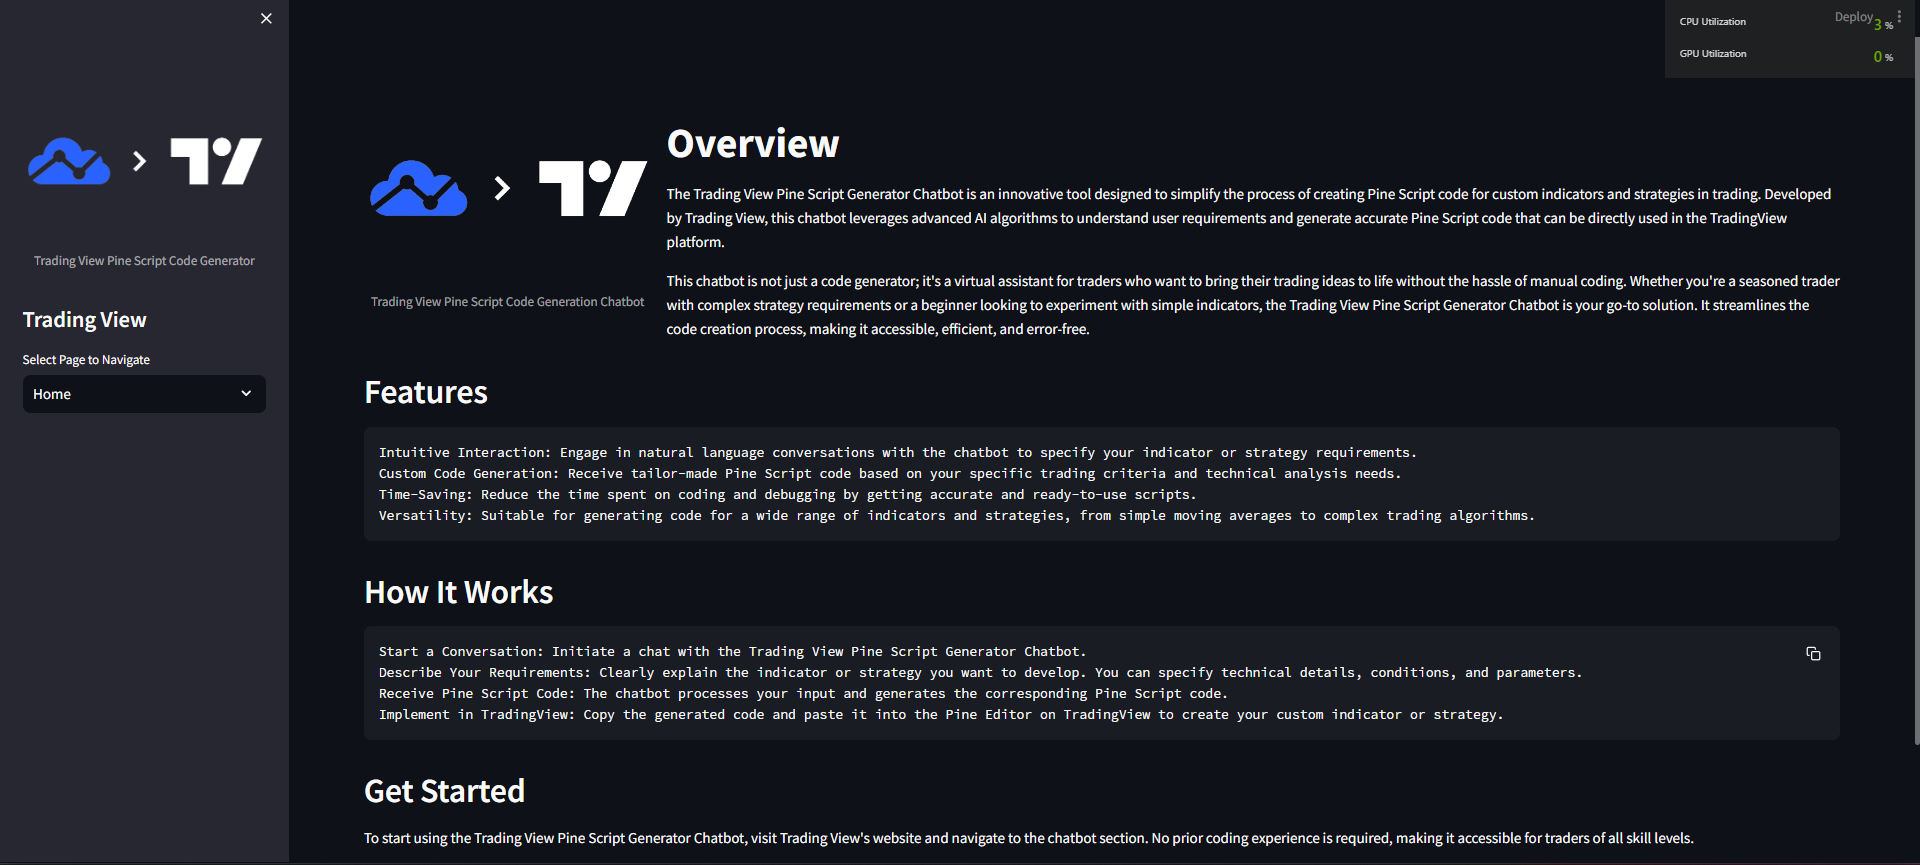 Deploy
CPU Utilization 3 %
GPU Utilization 0 %
Trading View Pine Script Code Generator
Trading View
Select Page to Navigate
Home
Trading View Pine Script Code Generation Chatbot
Overview
The Trading View Pine Script Generator Chatbot is an innovative tool designed to simplify the process of creating Pine Script code for custom indicators and strategies in trading. Developed
by Trading View, this chatbot leverages advanced AI algorithms to understand user requirements and generate accurate Pine Script code that can be directly used in the TradingView
platform.
This chatbot is not just a code generator; it's a virtual assistant for traders who want to bring their trading ideas to life without the hassle of manual coding. Whether you're a seasoned trader
with complex strategy requirements or a beginner looking to experiment with simple indicators, the Trading View Pine Script Generator Chatbot is your go-to solution. It streamlines the
code creation process, making it accessible, efficient, and error-free.
Features
Intuitive Interaction: Engage in natural language conversations with the chatbot to specify your indicator or strategy requirements.
Custom Code Generation: Receive tailor-made Pine Script code based on your specific trading criteria and technical analysis needs.
Time-Saving: Reduce the time spent on coding and debugging by getting accurate and ready-to-use scripts.
Versatility: Suitable for generating code for a wide range of indicators and strategies, from simple moving averages to complex trading algorithms.
How It Works
Start a Conversation: Initiate a chat with the Trading View Pine Script Generator Chatbot.
Describe Your Requirements: Clearly explain the indicator or strategy you want to develop. You can specify technical details, conditions, and parameters.
Receive Pine Script Code: The chatbot processes your input and generates the corresponding Pine Script code.
Implement in TradingView: Copy the generated code and paste it into the Pine Editor on TradingView to create your custom indicator or strategy.
Get Started
To start using the Trading View Pine Script Generator Chatbot, visit Trading View's website and navigate to the chatbot section. No prior coding experience is required, making it accessible for traders of all skill levels.